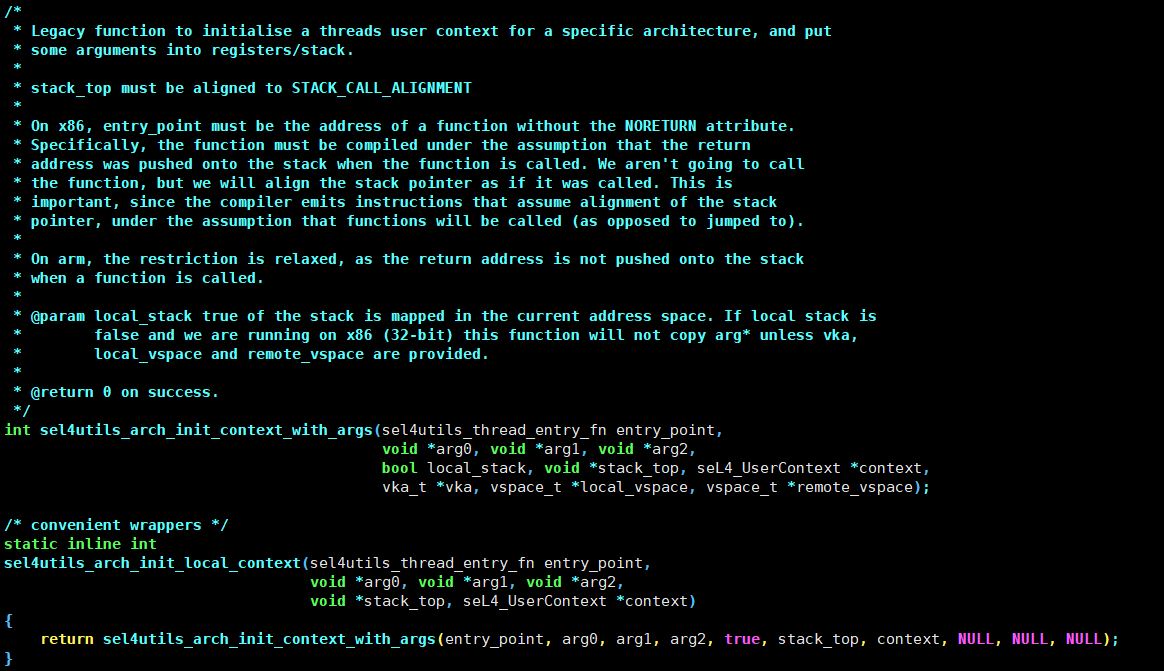 /*
 * Legacy function to initialise a threads user context for a specific architecture, and put
 * some arguments into registers/stack.
 *
 * stack_top must be aligned to STACK_CALL_ALIGNMENT
 *
 * On x86, entry_point must be the address of a function without the NORETURN attribute.
 * Specifically, the function must be compiled under the assumption that the return
 * address was pushed onto the stack when the function is called. We aren't going to call
 * the function, but we will align the stack pointer as if it was called. This is
 * important, since the compiler emits instructions that assume alignment of the stack
 * pointer, under the assumption that functions will be called (as opposed to jumped to).
 *
 * On arm, the restriction is relaxed, as the return address is not pushed onto the stack
 * when a function is called.
 *
 * @param local_stack true of the stack is mapped in the current address space. If local stack is
 *        false and we are running on x86 (32-bit) this function will not copy arg* unless vka,
 *        local_vspace and remote_vspace are provided.
 *
 * @return 0 on success.
 */
int sel4utils_arch_init_context_with_args(sel4utils_thread_entry_fn entry_point,
                                          void *arg0, void *arg1, void *arg2,
                                          bool local_stack, void *stack_top, seL4_UserContext *context,
                                          vka_t *vka, vspace_t *local_vspace, vspace_t *remote_vspace);

/* convenient wrappers */
static inline int
sel4utils_arch_init_local_context(sel4utils_thread_entry_fn entry_point,
                                  void *arg0, void *arg1, void *arg2,
                                  void *stack_top, seL4_UserContext *context)
{
    return sel4utils_arch_init_context_with_args(entry_point, arg0, arg1, arg2, true, stack_top, context, NULL, NULL, NULL);
}